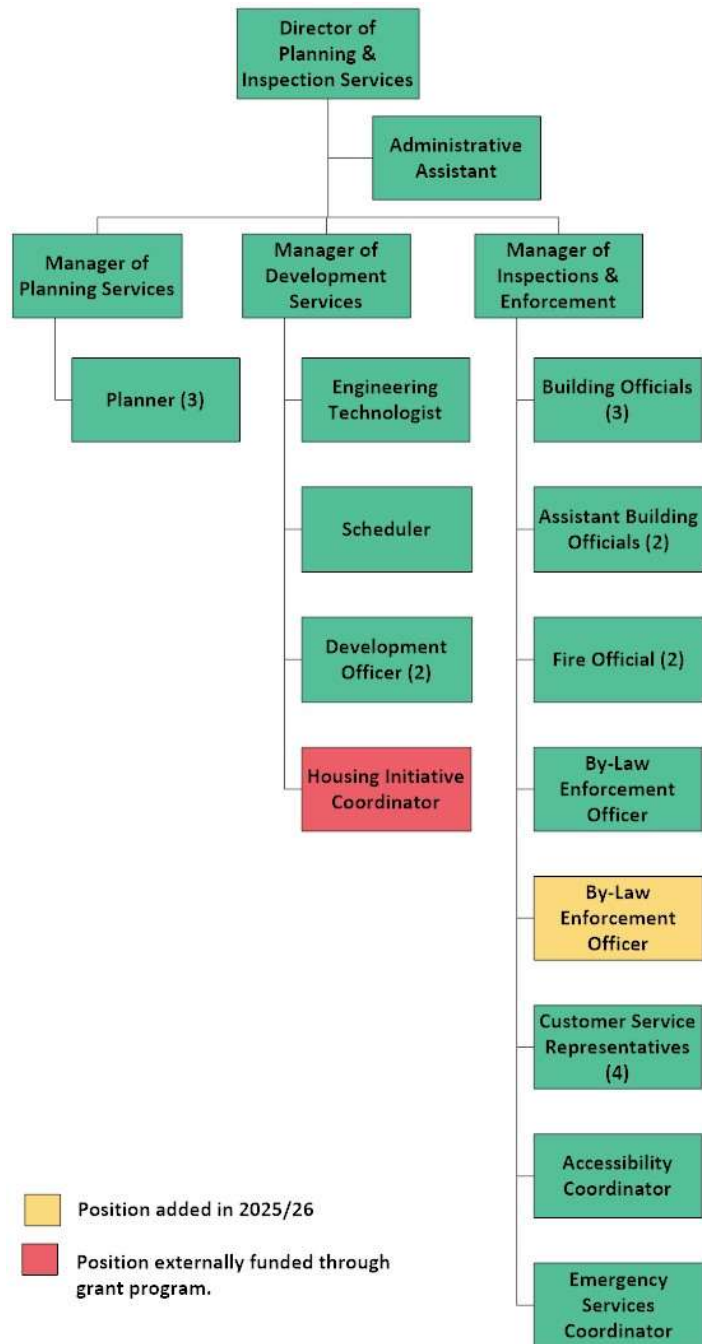 Director of
Planning &
Inspection Services
Administrative
Assistant
Manager of
Planning Services
Manager of
Development
Services
Manager of
Inspections &
Enforcement
Planner (3)
Engineering
Technologist
Building Officials
(3)
Scheduler
Assistant Building
Officials (2)
Development
Officer (2)
Fire Official (2)
Housing Initiative
Coordinator
By-Law
Enforcement
Officer
By-Law
Enforcement
Officer
Customer Service
Representatives
(4)
Accessibility
Coordinator
Emergency
Services
Coordinator
Position added in 2025/26
Position externally funded through
grant program.